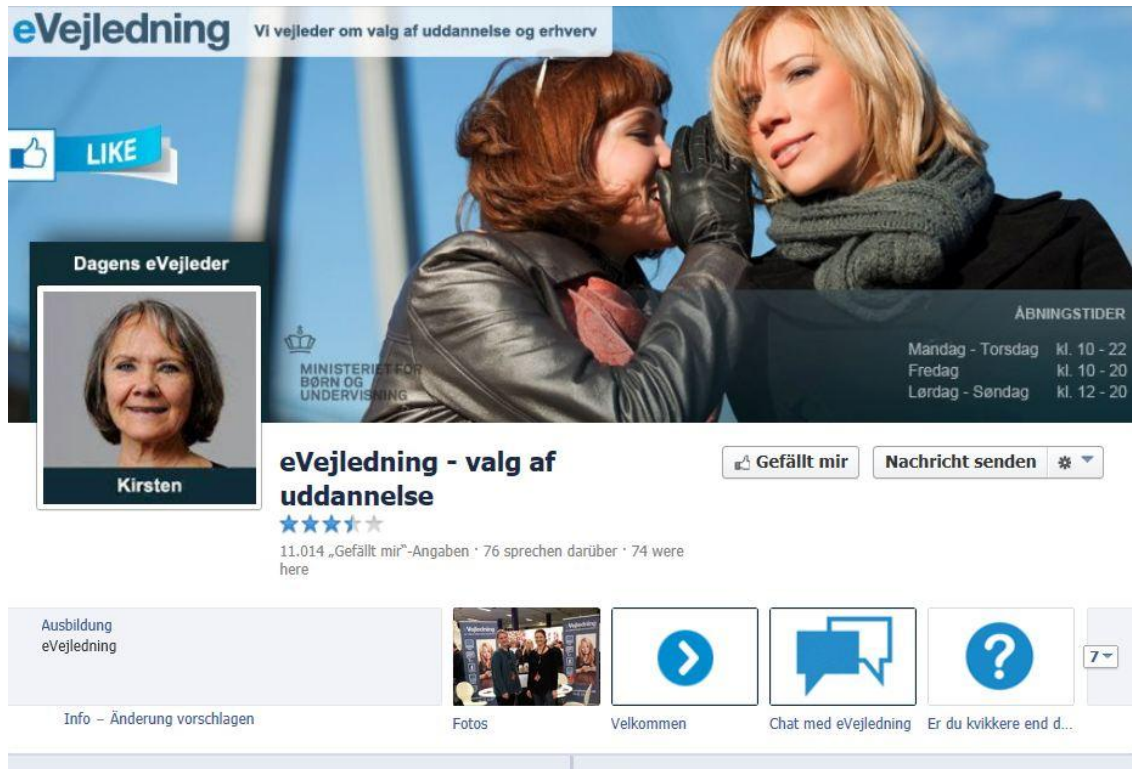 eVejledning
Vi vejleder om valg af uddannelse og erhverv
LIKE
Dagens eVejleder
Kirsten
MINISTERIET FOR
BØRN OG
UNDERVISNING
ÅBNINGSTIDER
Mandag - Torsdag kl. 10 - 22
Fredag kl. 10 - 20
Lørdag - Søndag kl. 12 - 20
eVejledning - valg af
uddannelse
Gefällt mir
Nachricht senden
11.014 „Gefällt mir“-Angaben · 76 sprechen darüber · 74 were
here
Ausbildung
eVejledning
Info – Änderung vorschlagen
Vejledning
Vejledning
Fotos
Velkommen
Chat med eVejledning
Er du kvikkere end d...
7